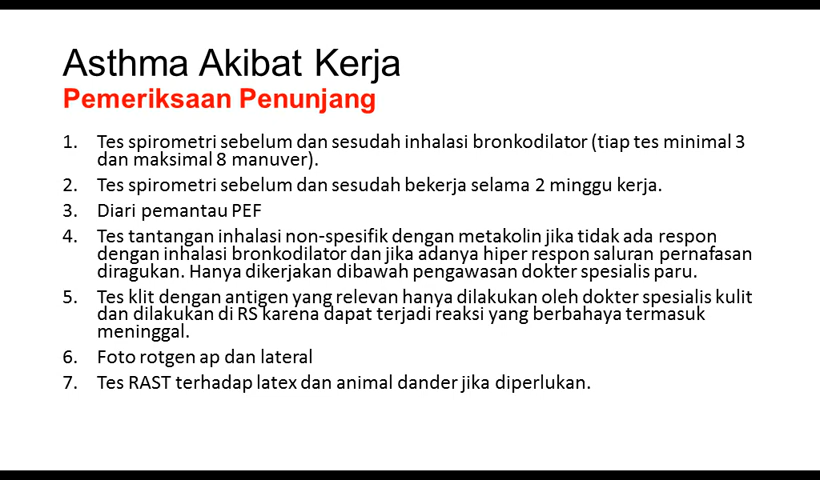 Asthma Akibat Kerja
Pemeriksaan Penunjang
1. Tes spirometri sebelum dan sesudah inhalasi bronkodilator (tiap tes minimal 3
dan maksimal 8 manuver).
2. Tes spirometri sebelum dan sesudah bekerja selama 2 minggu kerja.
3. Diari pemantau PEF
4. Tes tantangan inhalasi non-spesifik dengan metakolin jika tidak ada respon
dengan inhalasi bronkodilator dan jika adanya hiper respon saluran pernafasan
diragukan. Hanya dikerjakan dibawah pengawasan dokter spesialis paru.
5. Tes klit dengan antigen yang relevan hanya dilakukan oleh dokter spesialis kulit
dan dilakukan di RS karena dapat terjadi reaksi yang berbahaya termasuk
meninggal.
6. Foto rotgen ap dan lateral
7. Tes RAST terhadap latex dan animal dander jika diperlukan.